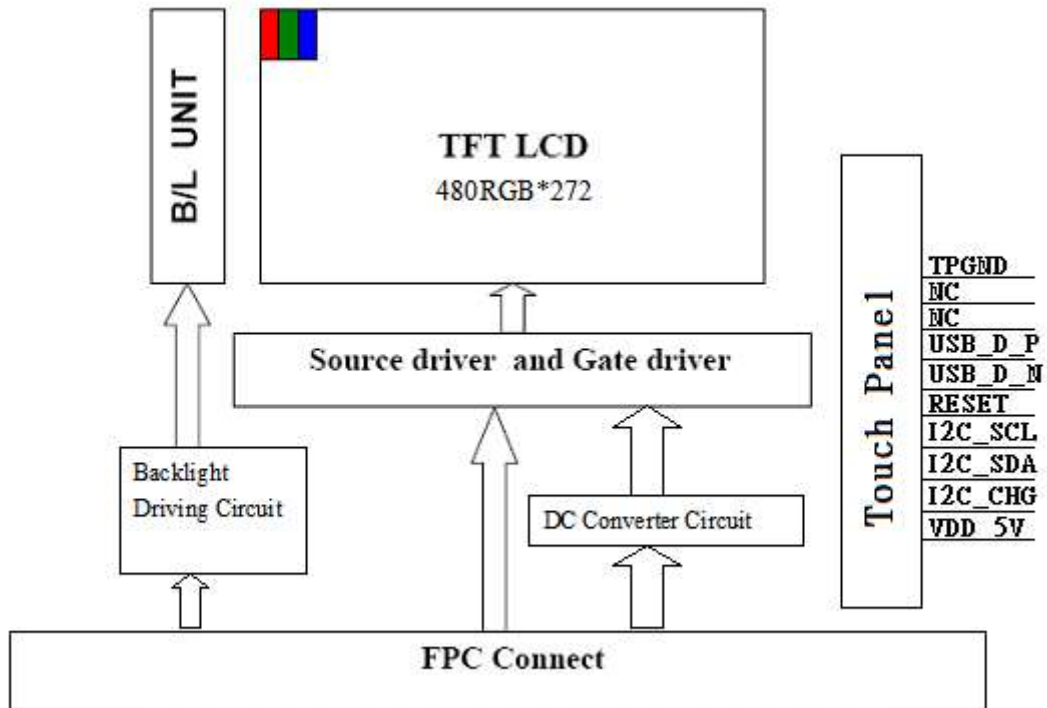 B/L UNIT
TFT LCD
480RGB*272
Source driver and Gate driver
Backlight
Driving Circuit
DC Converter Circuit
FPC Connect
Touch Panel
TPGND
NC
NC
USB_D_P
USB_D_N
RESET
I2C_SCL
I2C_SDA
I2C_CHG
VDD 5V